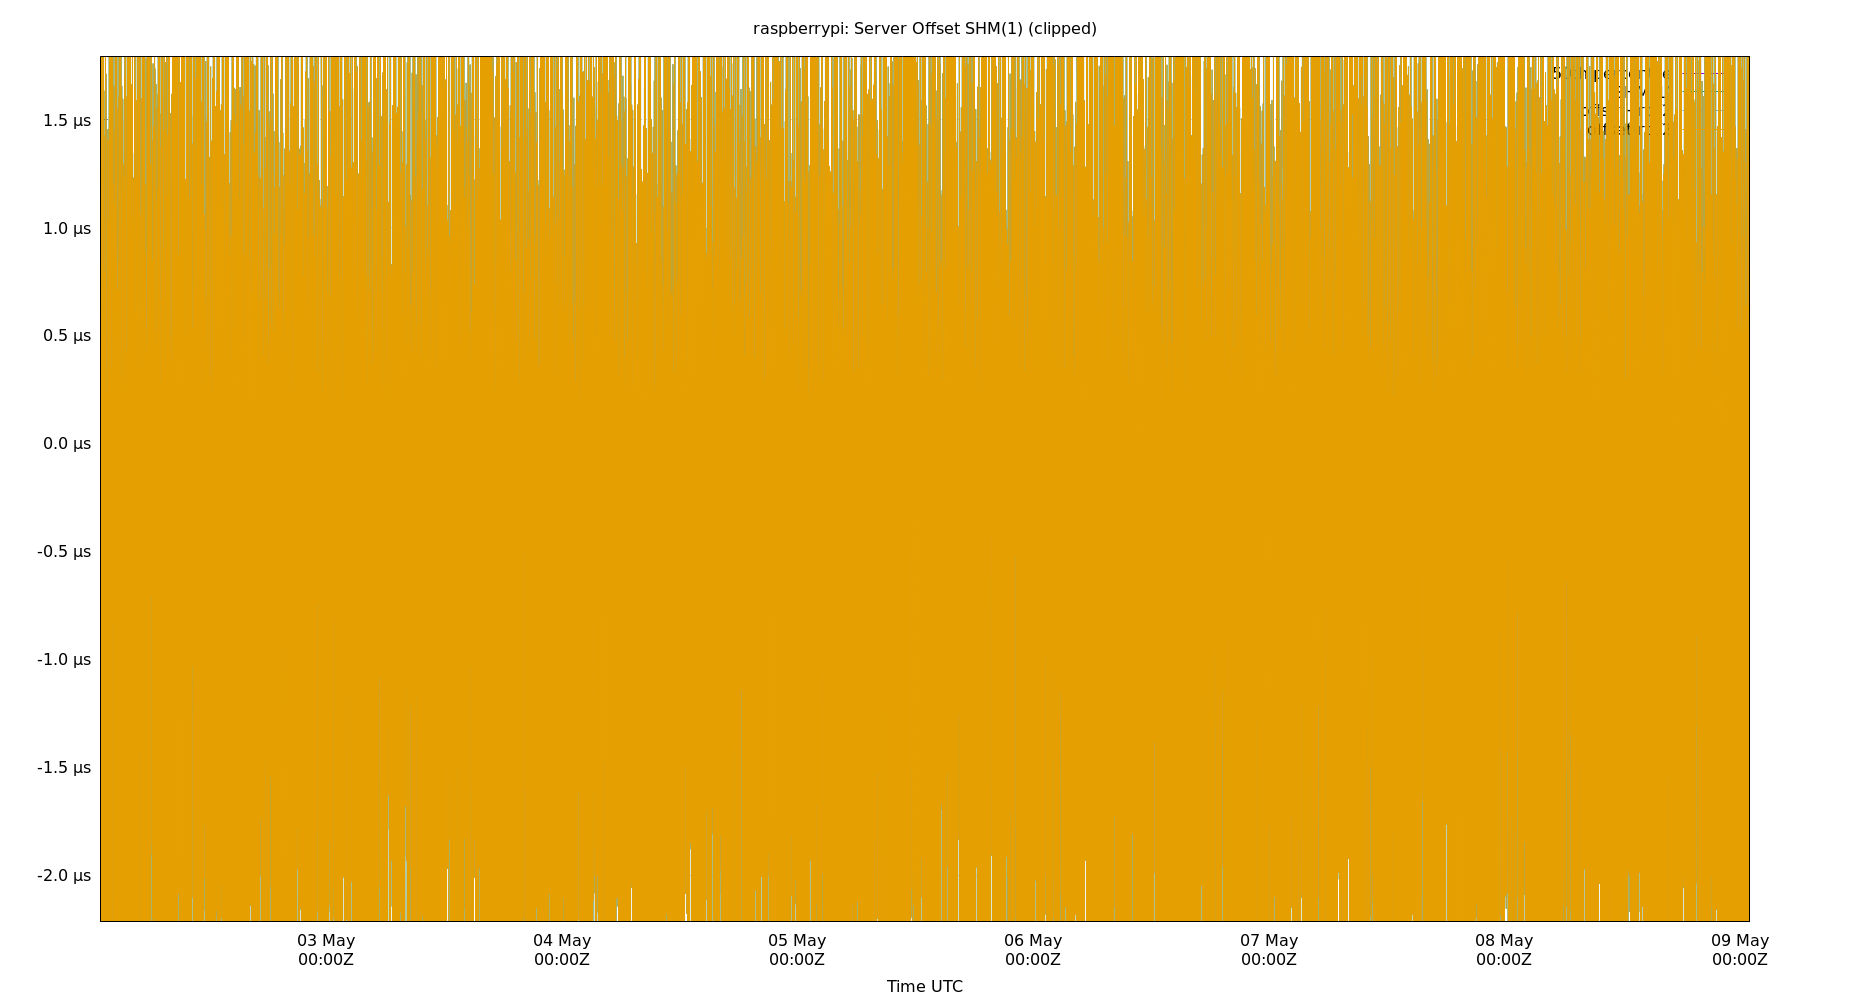 raspberrypi: Server Offset SHM(1) (clipped)
1.5 µs
1.0 µs
0.5 µs
0.0 µs
-0.5 µs
-1.0 µs
-1.5 µs
-2.0 µs
03 May
00:00Z
04 May
00:00Z
05 May
00:00Z
06 May
00:00Z
07 May
00:00Z
08 May
00:00Z
09 May
00:00Z
Time UTC